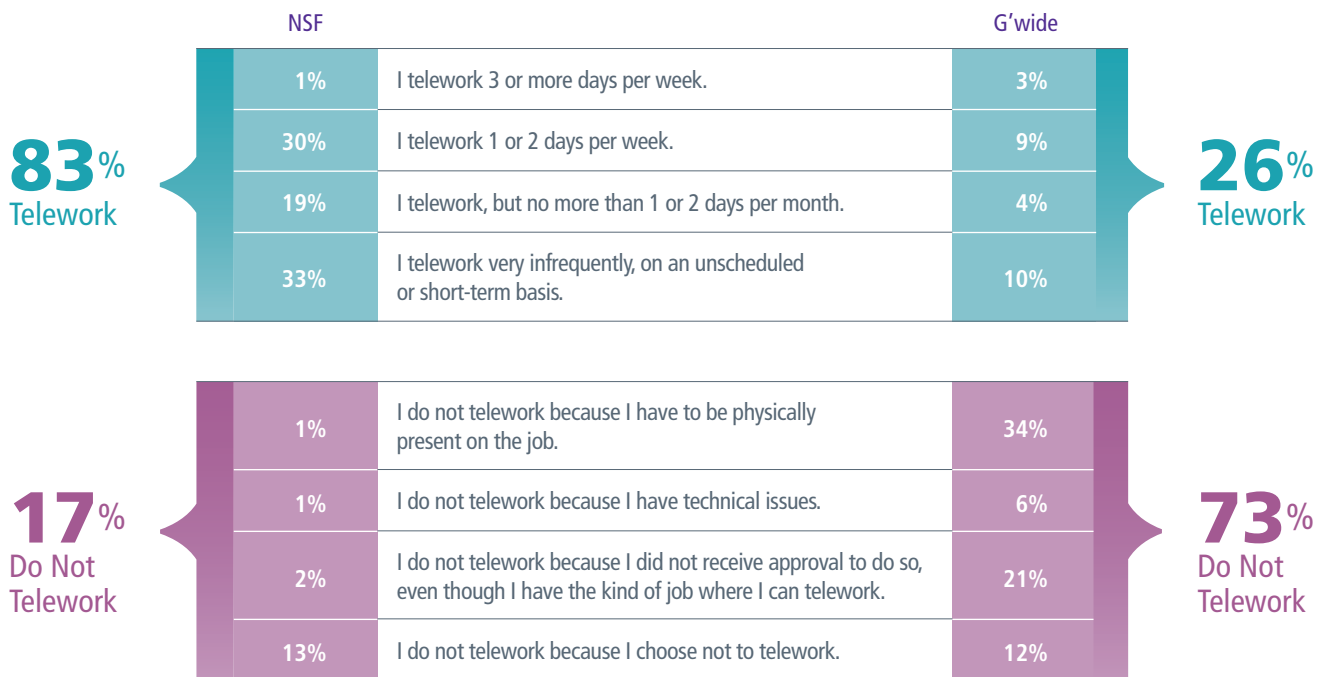 NSF G’wide
1% I telework 3 or more days per week. 3%
30% I telework 1 or 2 days per week. 9%
83%
Telework
26%
Telework
19% I telework, but no more than 1 or 2 days per month. 4%
33% I telework very infrequently, on an unscheduled
or short-term basis. 10%
1% I do not telework because I have to be physically
present on the job. 34%
1% I do not telework because I have technical issues. 6%
17%
Do Not
Telework
73%
Do Not
Telework
2% I do not telework because I did not receive approval to do so,
even though I have the kind of job where I can telework. 21%
13% I do not telework because I choose not to telework. 12%